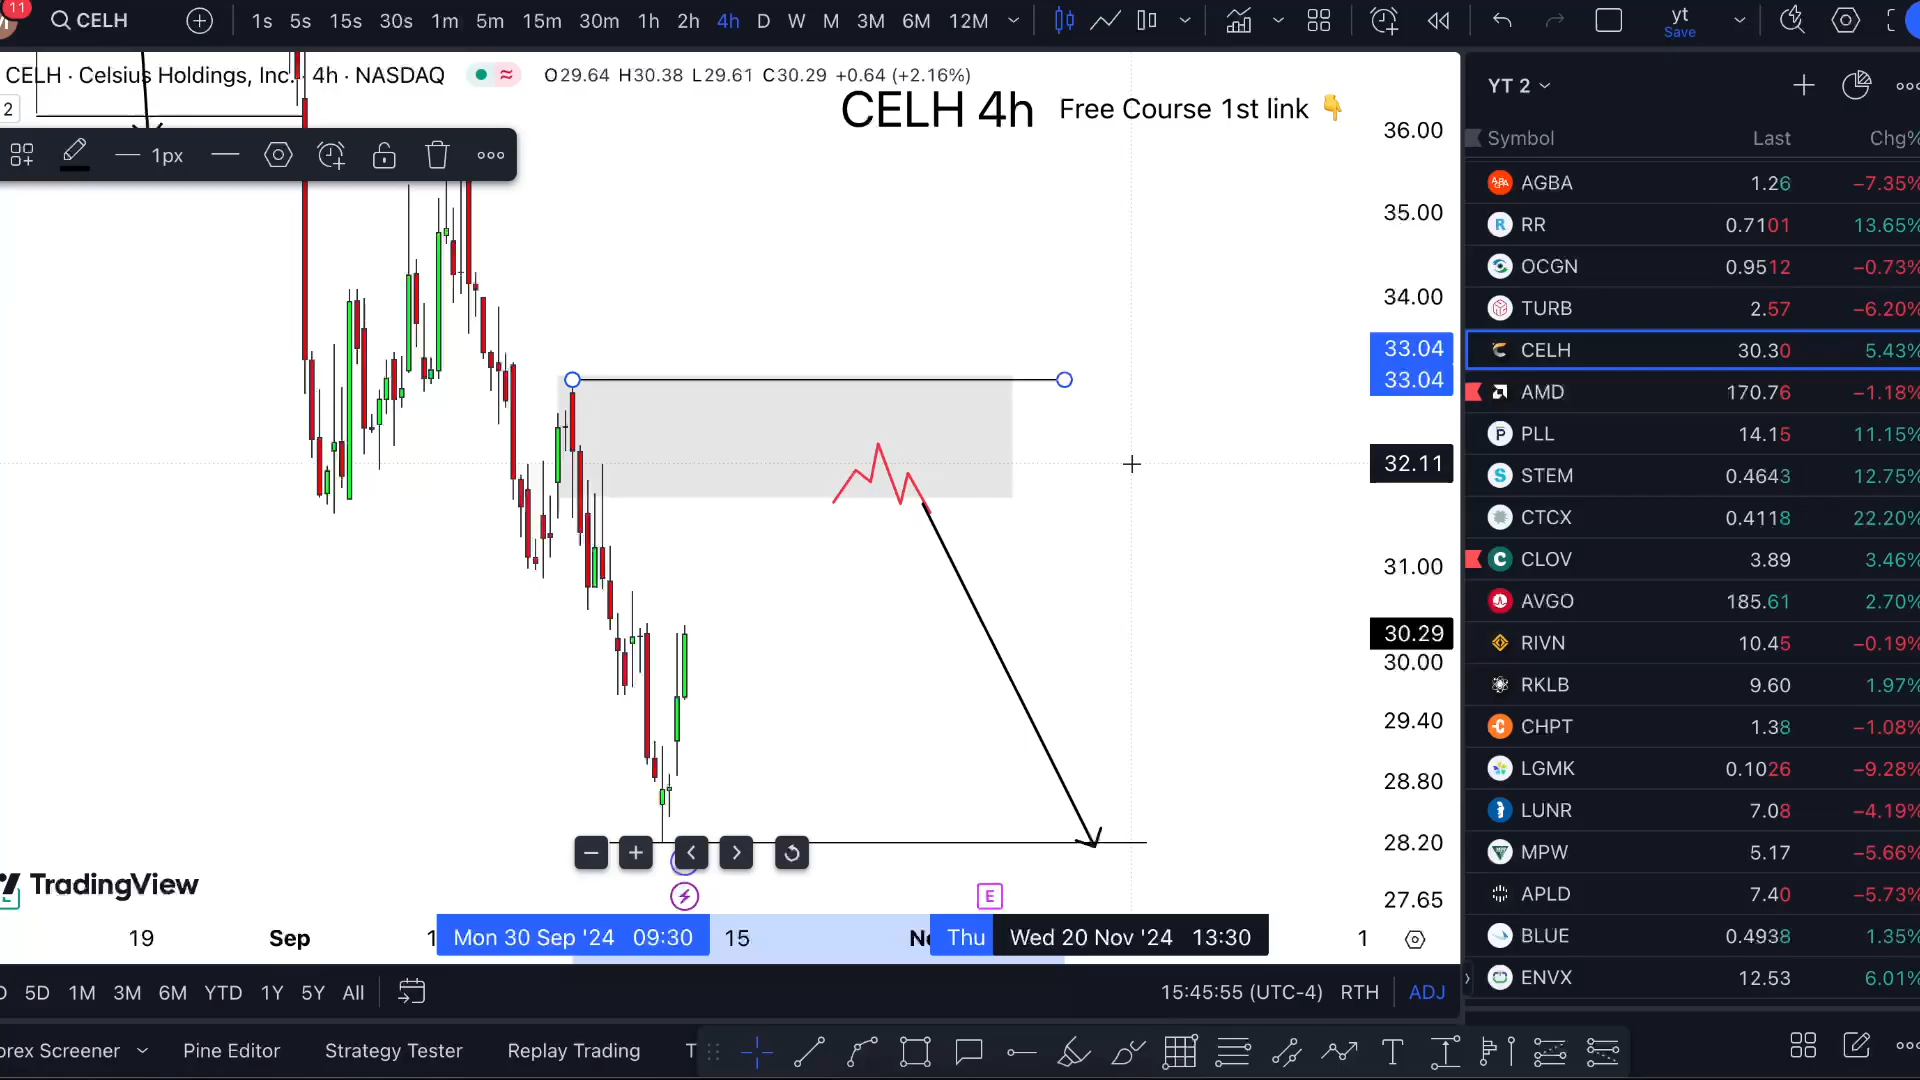 11
CELH
1s 5s 15s 30s 1m 5m 15m 30m 1h 2h 4h D W M 3M 6M 12M
yt
Save
CELH · Celsius Holdings, Inc. · 4h · NASDAQ
O29.64 H30.38 L29.61 C30.29 +0.64 (+2.16%)
2
CELH 4h
Free Course 1st link 👇
1px
36.00
35.00
34.00
33.04
33.04
32.11
31.00
30.29
30.00
29.40
28.80
28.20
27.65
E
TradingView
19 Sep 1 Mon 30 Sep '24 09:30 15 Thu Wed 20 Nov '24 13:30 1
5D 1M 3M 6M YTD 1Y 5Y All
15:45:55 (UTC-4) RTH ADJ
orex Screener Pine Editor Strategy Tester Replay Trading T
YT 2
Symbol Last Chg%
AGBA 1.26 −7.35%
RR 0.7101 13.65%
OCGN 0.9512 −0.73%
TURB 2.57 −6.20%
CELH 30.30 5.43%
AMD 170.76 −1.18%
PLL 14.15 11.15%
STEM 0.4643 12.75%
CTCX 0.4118 22.20%
CLOV 3.89 3.46%
AVGO 185.61 2.70%
RIVN 10.45 −0.19%
RKLB 9.60 1.97%
CHPT 1.38 −1.08%
LGMK 0.1026 −9.28%
LUNR 7.08 −4.19%
MPW 5.17 −5.66%
APLD 7.40 −5.73%
BLUE 0.4938 1.35%
ENVX 12.53 6.01%